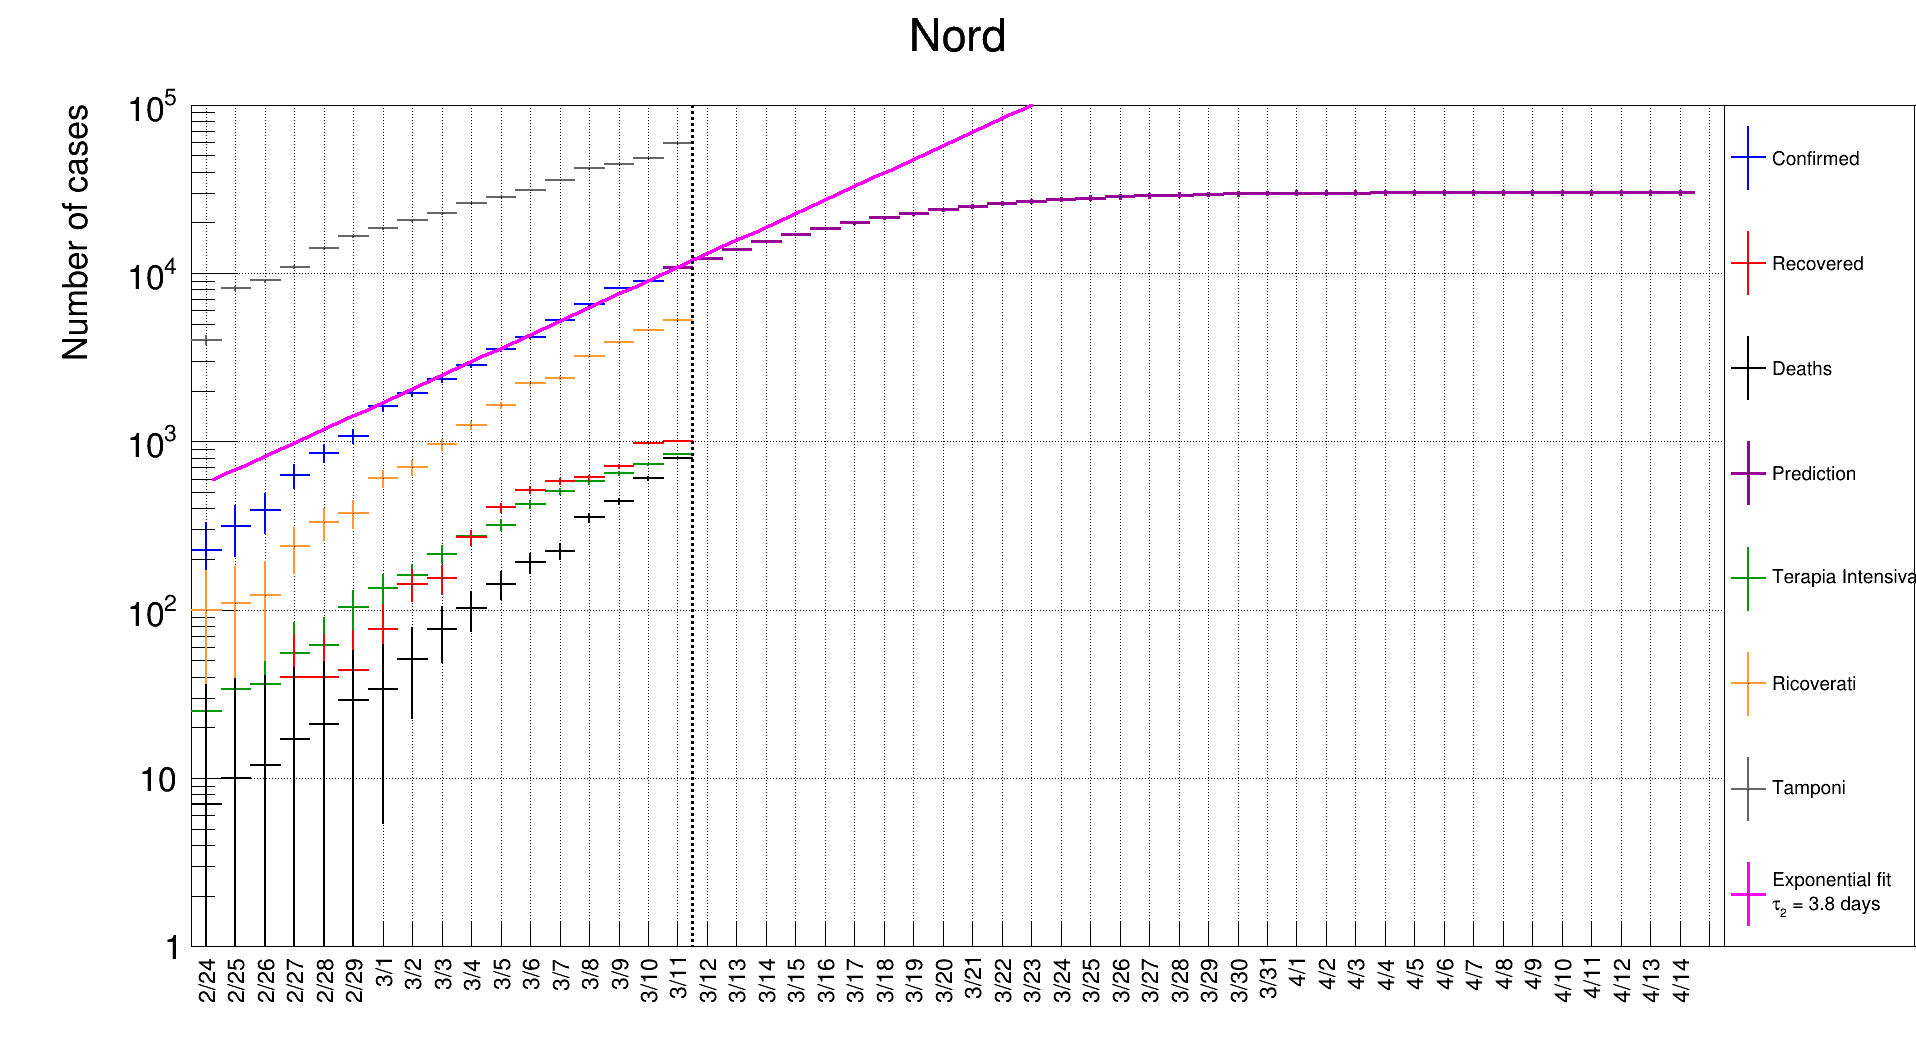 Nord
Number of cases
10^5
10^4
10^3
10^2
10
1
2/24 2/25 2/26 2/27 2/28 2/29 3/1 3/2 3/3 3/4 3/5 3/6 3/7 3/8 3/9 3/10 3/11 3/12 3/13 3/14 3/15 3/16 3/17 3/18 3/19 3/20 3/21 3/22 3/23 3/24 3/25 3/26 3/27 3/28 3/29 3/30 3/31 4/1 4/2 4/3 4/4 4/5 4/6 4/7 4/8 4/9 4/10 4/11 4/12 4/13 4/14
Confirmed
Recovered
Deaths
Prediction
Terapia Intensiva
Ricoverati
Tamponi
Exponential fit
τ₂ = 3.8 days